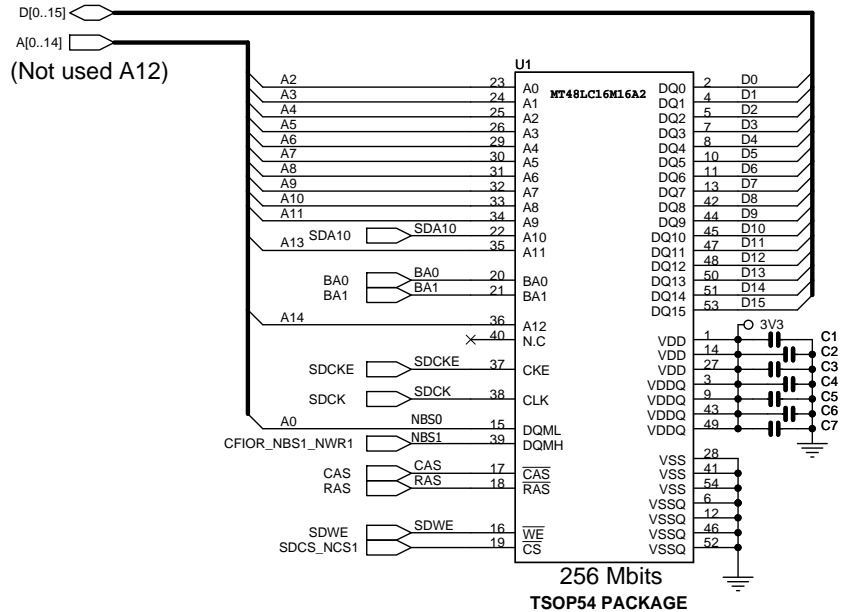 D[0..15]
A[0..14]
(Not used A12)
U1
MT48LC16M16A2
A2 23 A0 DQ0 2 D0
A3 24 A1 DQ1 4 D1
A4 25 A2 DQ2 5 D2
A5 26 A3 DQ3 7 D3
A6 29 A4 DQ4 8 D4
A7 30 A5 DQ5 10 D5
A8 31 A6 DQ6 11 D6
A9 32 A7 DQ7 13 D7
A10 33 A8 DQ8 42 D8
A11 34 A9 DQ9 44 D9
SDA10 SDA10 22 A10 DQ10 45 D10
A13 35 A11 DQ11 47 D11
DQ12 48 D12
BA0 BA0 20 BA0 DQ13 50 D13
BA1 BA1 21 BA1 DQ14 51 D14
DQ15 53 D15
A14 36 A12
3V3
40 N.C VDD 1 C1
VDD 14 C2
SDCKE SDCKE 37 CKE VDD 27 C3
VDDQ 3 C4
SDCK SDCK 38 CLK VDDQ 9 C5
VDDQ 43 C6
A0 NBS0 15 DQML VDDQ 49 C7
CFIOR_NBS1_NWR1 NBS1 39 DQMH
VSS 28
CAS CAS 17 CAS VSS 41
RAS RAS 18 RAS VSS 54
VSSQ 6
VSSQ 12
SDWE SDWE 16 WE VSSQ 46
SDCS_NCS1 19 CS VSSQ 52
256 Mbits
TSOP54 PACKAGE